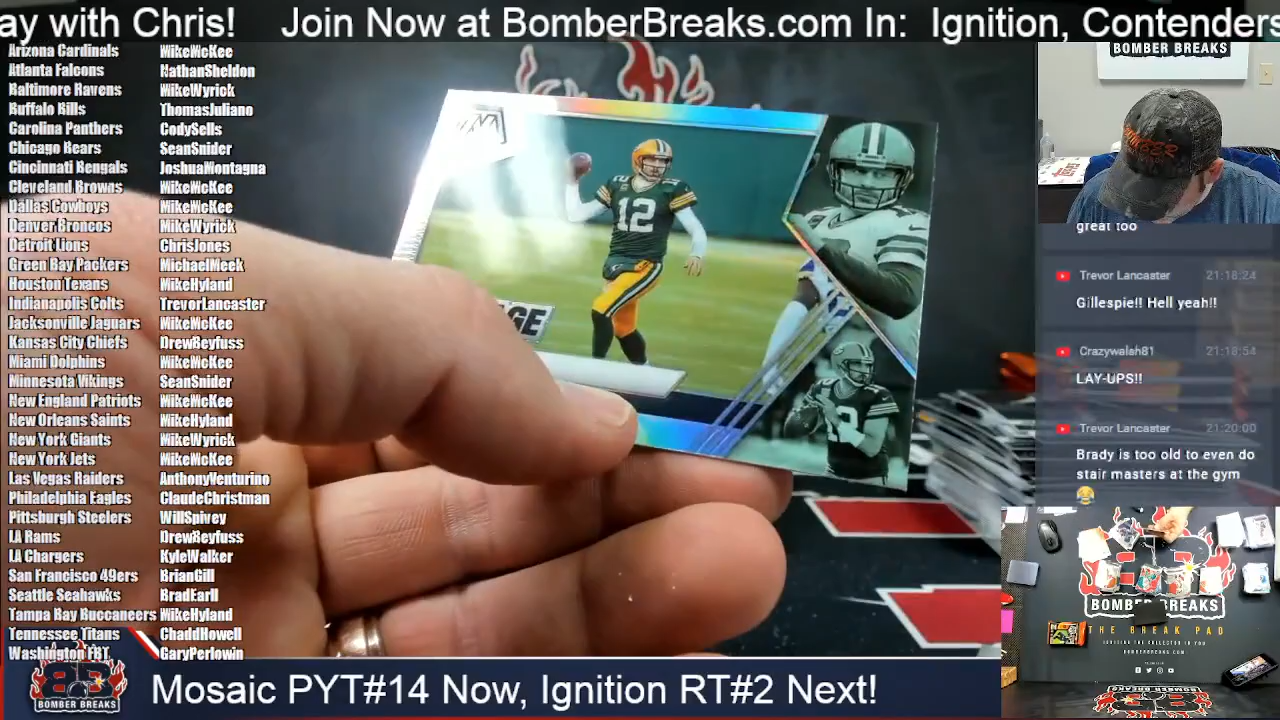 ay with Chris! Join Now at BomberBreaks.com In: Ignition, Contenders
Arizona Cardinals MikeMcKee
Atlanta Falcons NathanSheldon
Baltimore Ravens MikeWyrick
Buffalo Bills ThomasJuliano
Carolina Panthers CodySells
Chicago Bears SeanSnider
Cincinnati Bengals JoshuaMontagna
Cleveland Browns MikeMcKee
Dallas Cowboys MikeMcKee
Denver Broncos MikeWyrick
Detroit Lions ChrisJones
Green Bay Packers MichaelMeek
Houston Texans MikeHyland
Indianapolis Colts TrevorLancaster
Jacksonville Jaguars MikeMcKee
Kansas City Chiefs DrewBeyfuss
Miami Dolphins MikeMcKee
Minnesota Vikings SeanSnider
New England Patriots MikeMcKee
New Orleans Saints MikeHyland
New York Giants MikeWyrick
New York Jets MikeMcKee
Las Vegas Raiders AnthonyVenturino
Philadelphia Eagles ClaudeChristman
Pittsburgh Steelers WillSpivey
LA Rams DrewBeyfuss
LA Chargers KyleWalker
San Francisco 49ers BrianGill
Seattle Seahawks BradEarll
Tampa Bay Buccaneers MikeHyland
Tennessee Titans ChaddHowell
Washington FBT GaryPerlowin
12
GE
BOMBER BREAKS
BOMBER
great too
Trevor Lancaster 21:18:24
Gillespie!! Hell yeah!!
Crazywalsh81 21:18:54
LAY-UPS!!
Trevor Lancaster 21:20:00
Brady is too old to even do
stair masters at the gym
BOMBER BREAKS
THE BREAK PAD
BOMBER BREAKS
BOMBER BREAKS
Mosaic PYT#14 Now, Ignition RT#2 Next!